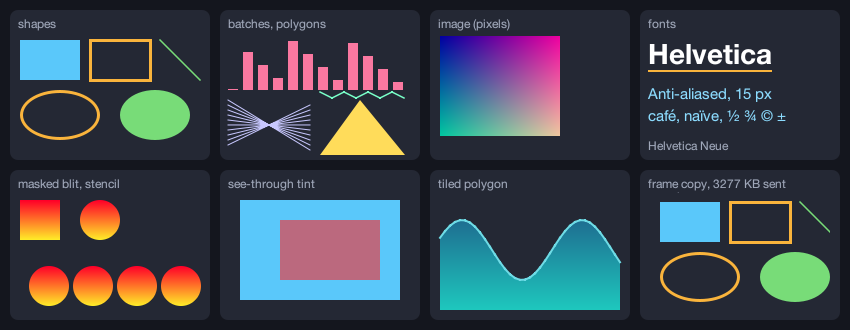 shapes
batches, polygons
image (pixels)
fonts
Helvetica
Anti-aliased, 15 px
café, naïve, ½ ¾ © ±
Helvetica Neue
masked blit, stencil
see-through tint
tiled polygon
frame copy, 3277 KB sent